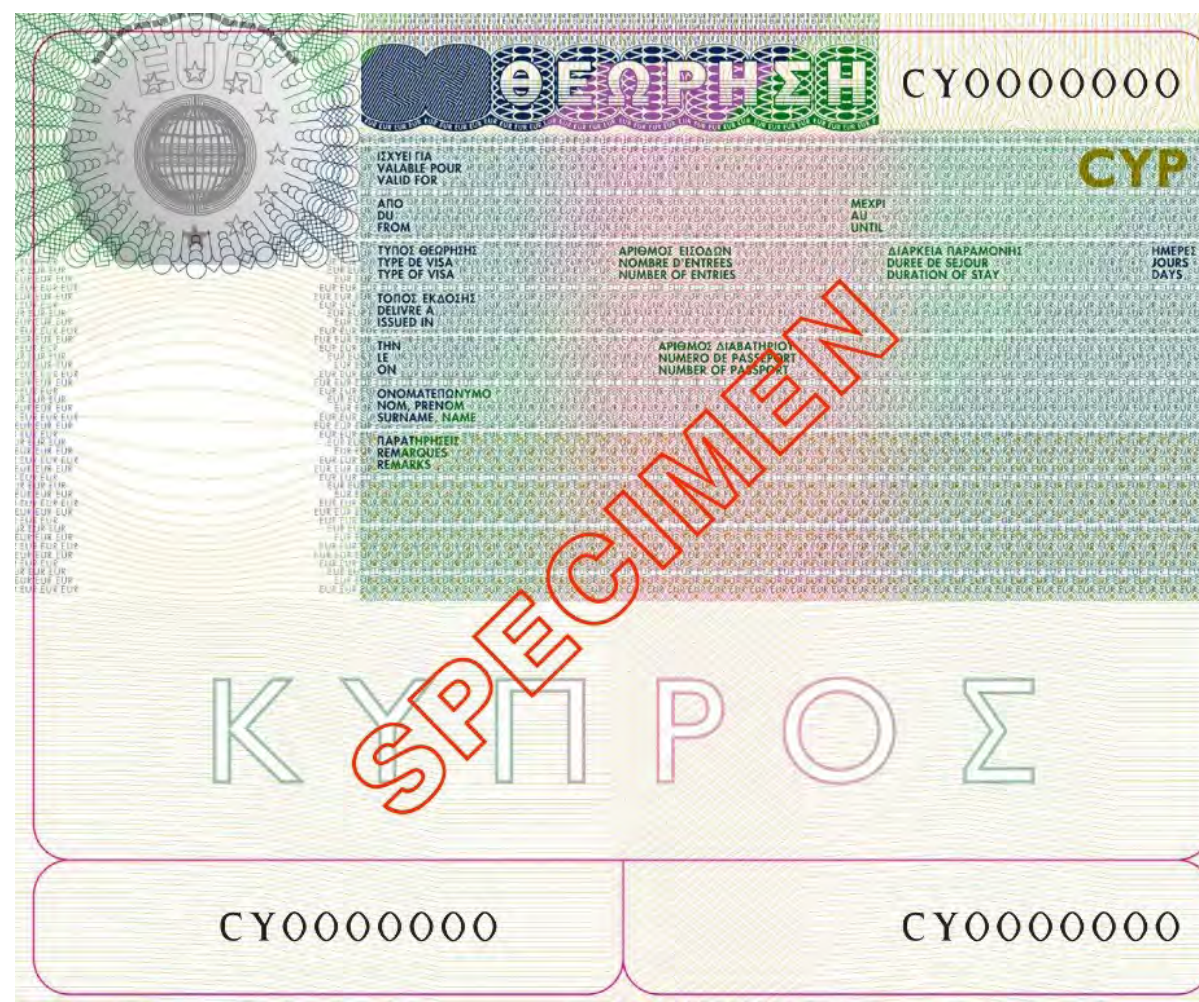 EUR
ΘΕΩΡΗΣΗ
CY0000000
ΙΣΧΥΕΙ ΓΙΑ
VALABLE POUR
VALID FOR
CYP
ΑΠΟ
DU
FROM
ΜΕΧΡΙ
AU
UNTIL
ΤΥΠΟΣ ΘΕΩΡΗΣΗΣ
TYPE DE VISA
TYPE OF VISA
ΑΡΙΘΜΟΣ ΕΙΣΟΔΩΝ
NOMBRE D'ENTREES
NUMBER OF ENTRIES
ΔΙΑΡΚΕΙΑ ΠΑΡΑΜΟΝΗΣ
DUREE DE SEJOUR
DURATION OF STAY
ΗΜΕΡΕΣ
JOURS
DAYS
ΤΟΠΟΣ ΕΚΔΟΣΗΣ
DELIVRE A
ISSUED IN
ΤΗΝ
LE
ON
ΑΡΙΘΜΟΣ ΔΙΑΒΑΤΗΡΙΟΥ
NUMERO DE PASSEPORT
NUMBER OF PASSPORT
ΟΝΟΜΑΤΕΠΩΝΥΜΟ
NOM, PRENOM
SURNAME, NAME
ΠΑΡΑΤΗΡΗΣΕΙΣ
REMARQUES
REMARKS
SPECIMEN
ΚΥΠΡΟΣ
CY0000000
CY0000000